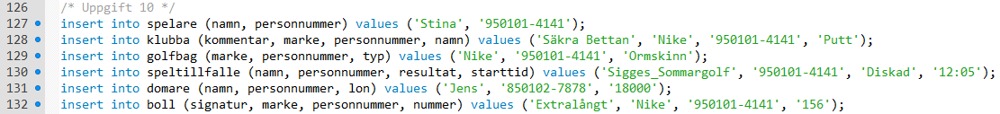 126 /* Uppgift 10 */
127 insert into spelare (namn, personnummer) values ('Stina', '950101-4141');
128 insert into klubba (kommentar, marke, personnummer, namn) values ('Säkra Bettan', 'Nike', '950101-4141', 'Putt');
129 insert into golfbag (marke, personnummer, typ) values ('Nike', '950101-4141', 'Ormskinn');
130 insert into speltillfalle (namn, personnummer, resultat, starttid) values ('Sigges_Sommargolf', '950101-4141', 'Diskad', '12:05');
131 insert into domare (namn, personnummer, lon) values ('Jens', '850102-7878', '18000');
132 insert into boll (signatur, marke, personnummer, nummer) values ('Extralångt', 'Nike', '950101-4141', '156');